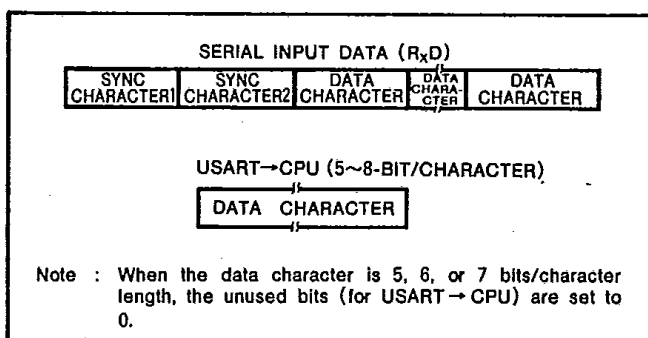 SERIAL INPUT DATA (RxD)
SYNC CHARACTER1 SYNC CHARACTER2 DATA CHARACTER DATA CHARA-CTER DATA CHARACTER
USART→CPU (5~8-BIT/CHARACTER)
DATA CHARACTER
Note : When the data character is 5, 6, or 7 bits/character
length, the unused bits (for USART→CPU) are set to
0.